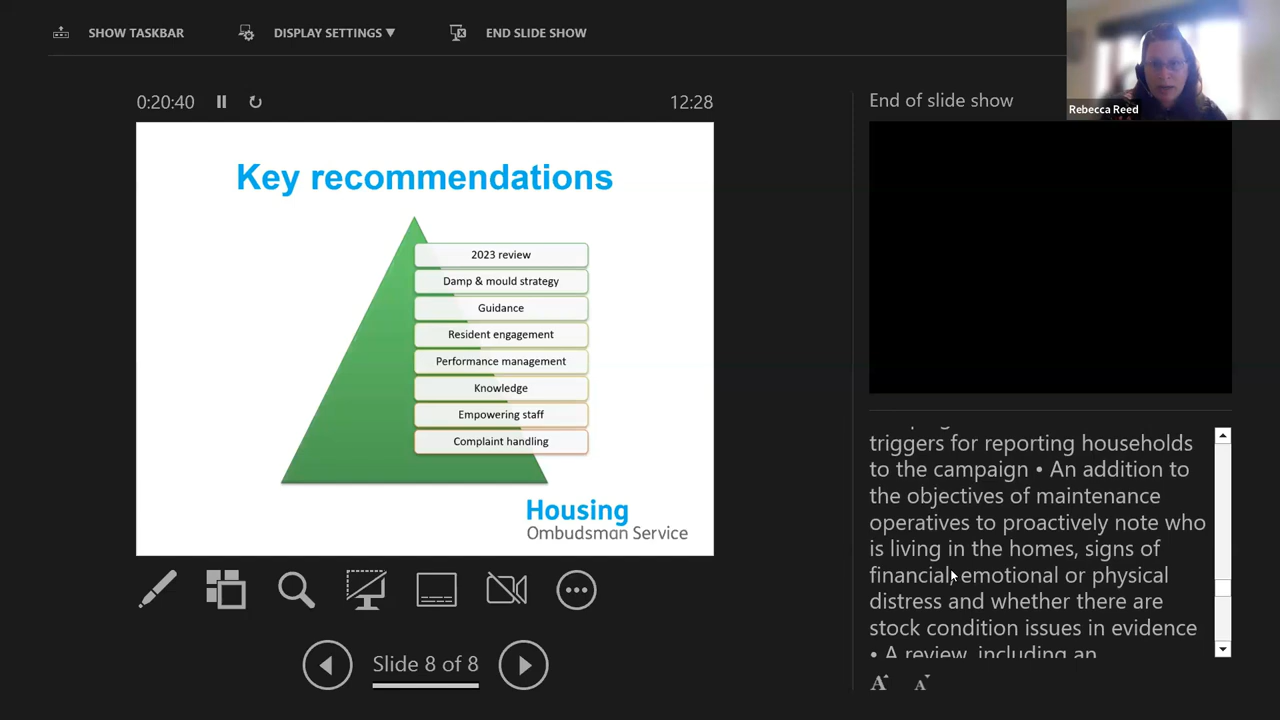 SHOW TASKBAR
DISPLAY SETTINGS ▼
END SLIDE SHOW
Rebecca Reed
0:20:40
12:28
End of slide show
Key recommendations
2023 review
Damp & mould strategy
Guidance
Resident engagement
Performance management
Knowledge
Empowering staff
Complaint handling
Housing
Ombudsman Service
triggers for reporting households
to the campaign • An addition to
the objectives of maintenance
operatives to proactively note who
is living in the homes, signs of
financial, emotional or physical
distress and whether there are
stock condition issues in evidence
• A review, including an
Slide 8 of 8
A A